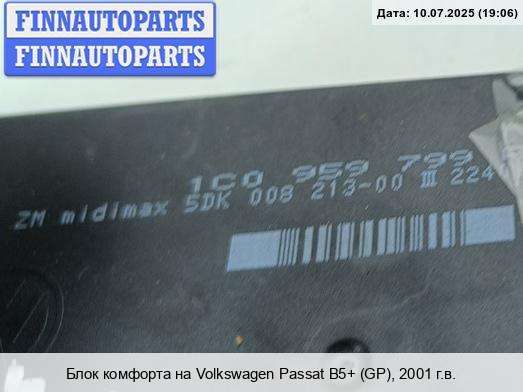 FINNAUTOPARTS
FINNAUTOPARTS
Дата: 10.07.2025 (19:06)
1C0 959 799
ZM midimax 5DK 008 213-00 III 224
Блок комфорта на Volkswagen Passat B5+ (GP), 2001 г.в.